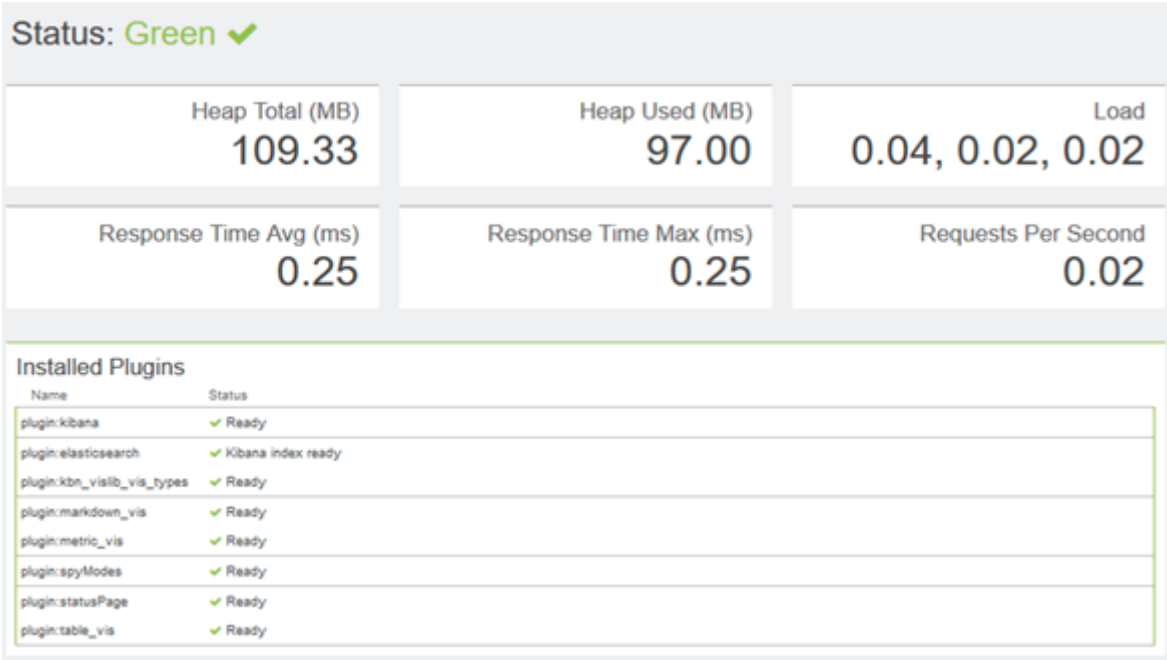 Status: Green
Heap Total (MB)
109.33
Heap Used (MB)
97.00
Load
0.04, 0.02, 0.02
Response Time Avg (ms)
0.25
Response Time Max (ms)
0.25
Requests Per Second
0.02
Installed Plugins
Name Status
plugin:kibana Ready
plugin:elasticsearch Kibana index ready
plugin:kbn_vislib_vis_types Ready
plugin:markdown_vis Ready
plugin:metric_vis Ready
plugin:spyModes Ready
plugin:statusPage Ready
plugin:table_vis Ready